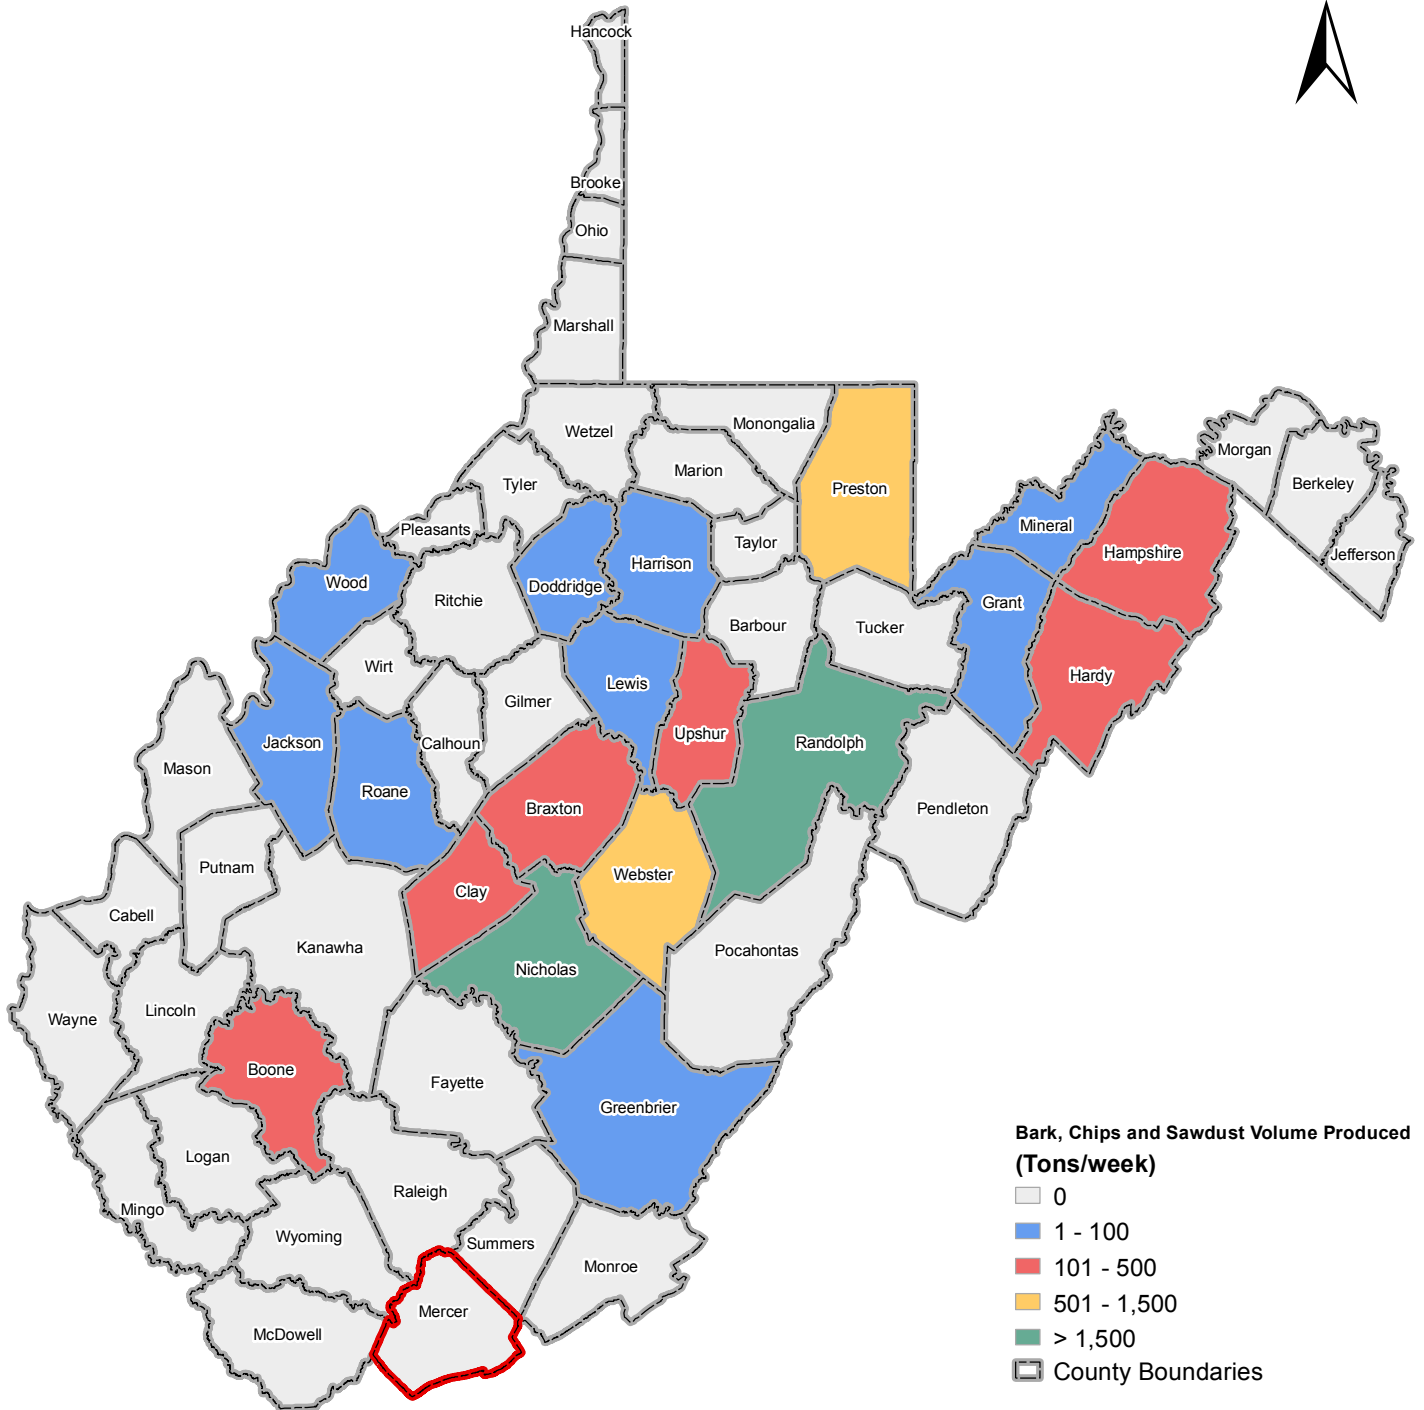 Hancock
Brooke
Ohio
Marshall
Wetzel
Monongalia
Marion
Preston
Tyler
Pleasants
Taylor
Harrison
Doddridge
Wood
Ritchie
Barbour
Tucker
Wirt
Gilmer
Lewis
Upshur
Randolph
Morgan
Berkeley
Jefferson
Mineral
Hampshire
Grant
Hardy
Pendleton
Jackson
Calhoun
Roane
Mason
Braxton
Putnam
Webster
Clay
Cabell
Kanawha
Nicholas
Pocahontas
Wayne
Lincoln
Boone
Fayette
Greenbrier
Logan
Raleigh
Mingo
Wyoming
Summers
Monroe
Mercer
McDowell
Bark, Chips and Sawdust Volume Produced
(Tons/week)
0
1 - 100
101 - 500
501 - 1,500
> 1,500
County Boundaries